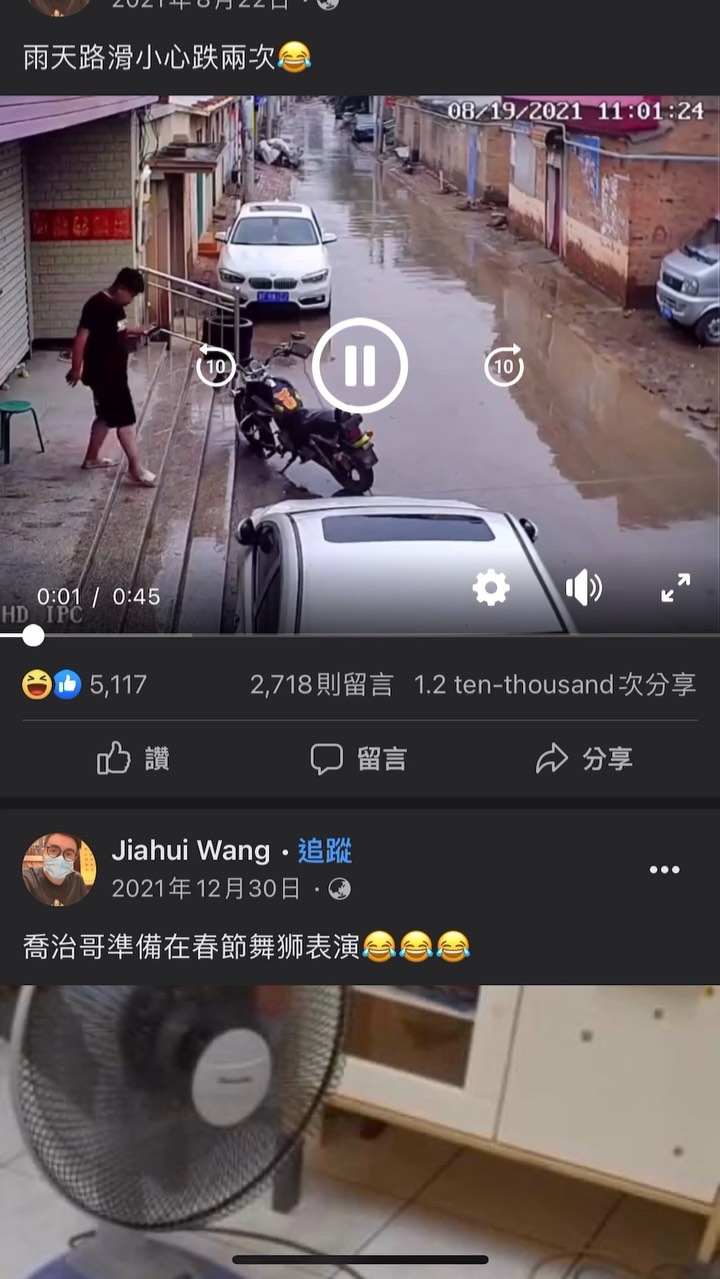 2021年8月22日 ·
雨天路滑小心跌兩次😂
08/19/2021 11:01:24
10
10
0:01 / 0:45
HD IPC
5,117
2,718則留言
1.2 ten-thousand次分享
讚
留言
分享
Jiahui Wang · 追蹤
2021年12月30日 ·
喬治哥準備在春節舞狮表演😂😂😂